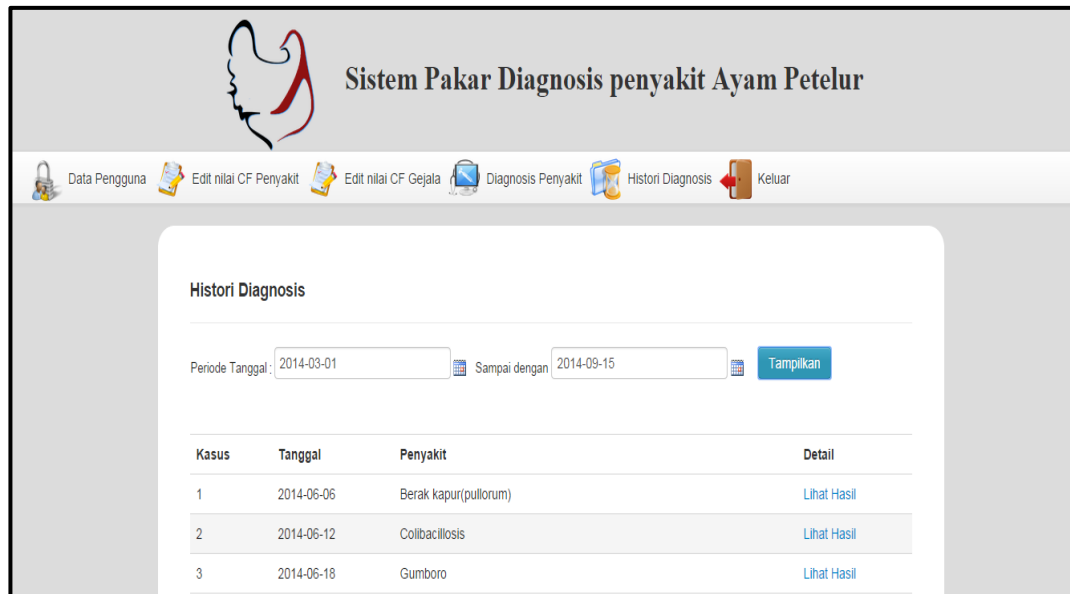 Sistem Pakar Diagnosis penyakit Ayam Petelur
Data Pengguna Edit nilai CF Penyakit Edit nilai CF Gejala Diagnosis Penyakit Histori Diagnosis Keluar
Histori Diagnosis
Periode Tanggal : 2014-03-01 Sampai dengan 2014-09-15 Tampilkan
Kasus Tanggal Penyakit Detail
1 2014-06-06 Berak kapur(pullorum) Lihat Hasil
2 2014-06-12 Colibacillosis Lihat Hasil
3 2014-06-18 Gumboro Lihat Hasil